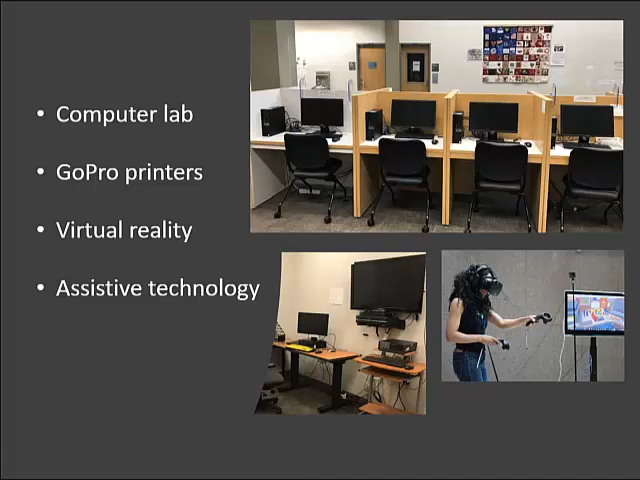 Computer lab
GoPro printers
Virtual reality
Assistive technology